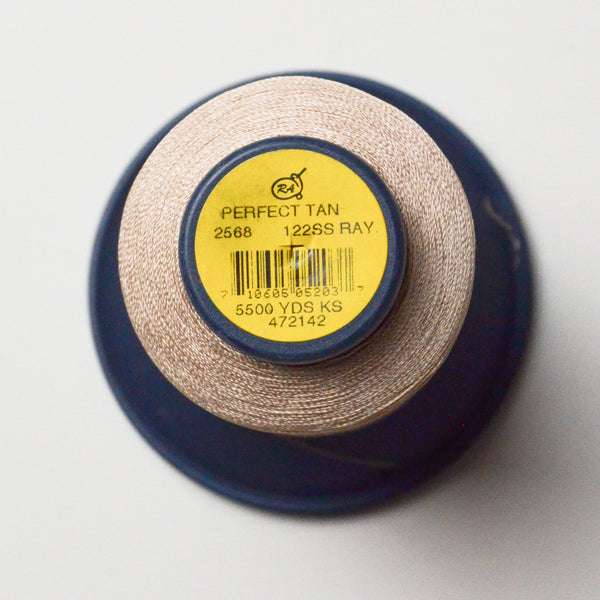 RA
PERFECT TAN
2568 122SS RAY.
7 10605 05203 7
5500 YDS KS
472142